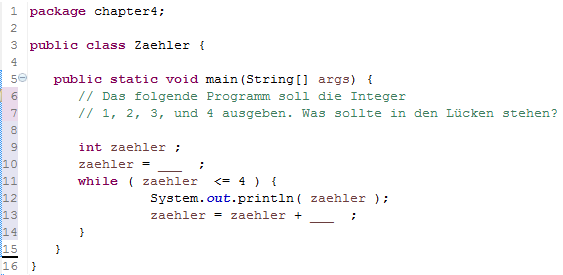 1 package chapter4;
2
3 public class Zaehler {
4
5 public static void main(String[] args) {
6 // Das folgende Programm soll die Integer
7 // 1, 2, 3, und 4 ausgeben. Was sollte in den Lücken stehen?
8
9 int zaehler ;
10 zaehler = ___ ;
11 while ( zaehler <= 4 ) {
12 System.out.println( zaehler );
13 zaehler = zaehler + ___ ;
14 }
15 }
16 }